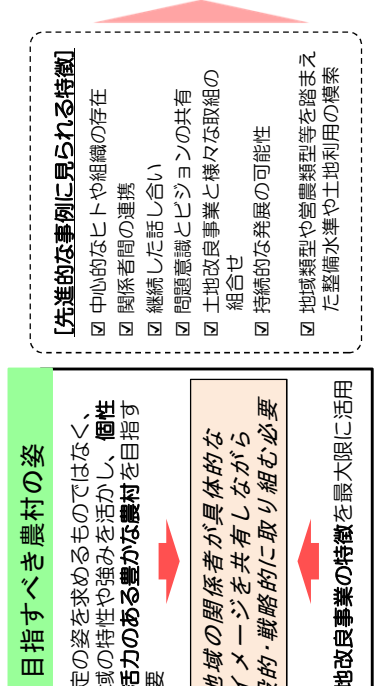 目指すべき農村の姿
定の姿を求めるものではなく、
域の特性や強みを活かし、個性
活力のある豊かな農村を目指す
要
地域の関係者が具体的な
イメージを共有しながら
的・戦略的に取り組む必要
地改良事業の特徴を最大限に活用
[先進的な事例に見られる特徴]
☑ 中心的なヒトや組織の存在
☑ 関係者間の連携
☑ 継続した話し合い
☑ 問題意識とビジョンの共有
☑ 土地改良事業と様々な取組の
組合せ
☑ 持続的な発展の可能性
☑ 地域類型や営農類型等を踏まえ
た整備水準や土地利用の模索